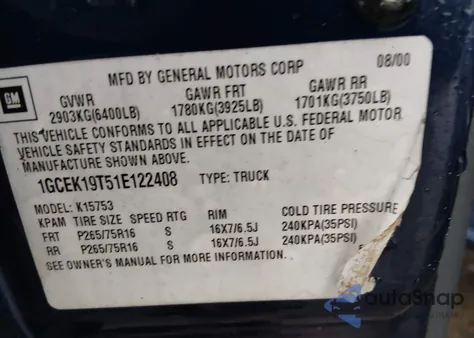 GM
MFD BY GENERAL MOTORS CORP 08/00
GVWR GAWR FRT GAWR RR
2903KG(6400LB) 1780KG(3925LB) 1701KG(3750LB)
THIS VEHICLE CONFORMS TO ALL APPLICABLE U.S. FEDERAL MOTOR
VEHICLE SAFETY STANDARDS IN EFFECT ON THE DATE OF
MANUFACTURE SHOWN ABOVE.
1GCEK19T51E122408 TYPE: TRUCK
MODEL: K15753
KPAM TIRE SIZE SPEED RTG RIM COLD TIRE PRESSURE
FRT P265/75R16 S 16X7/6.5J 240KPA(35PSI)
RR P265/75R16 S 16X7/6.5J 240KPA(35PSI)
SEE OWNER'S MANUAL FOR MORE INFORMATION.
autoSnap